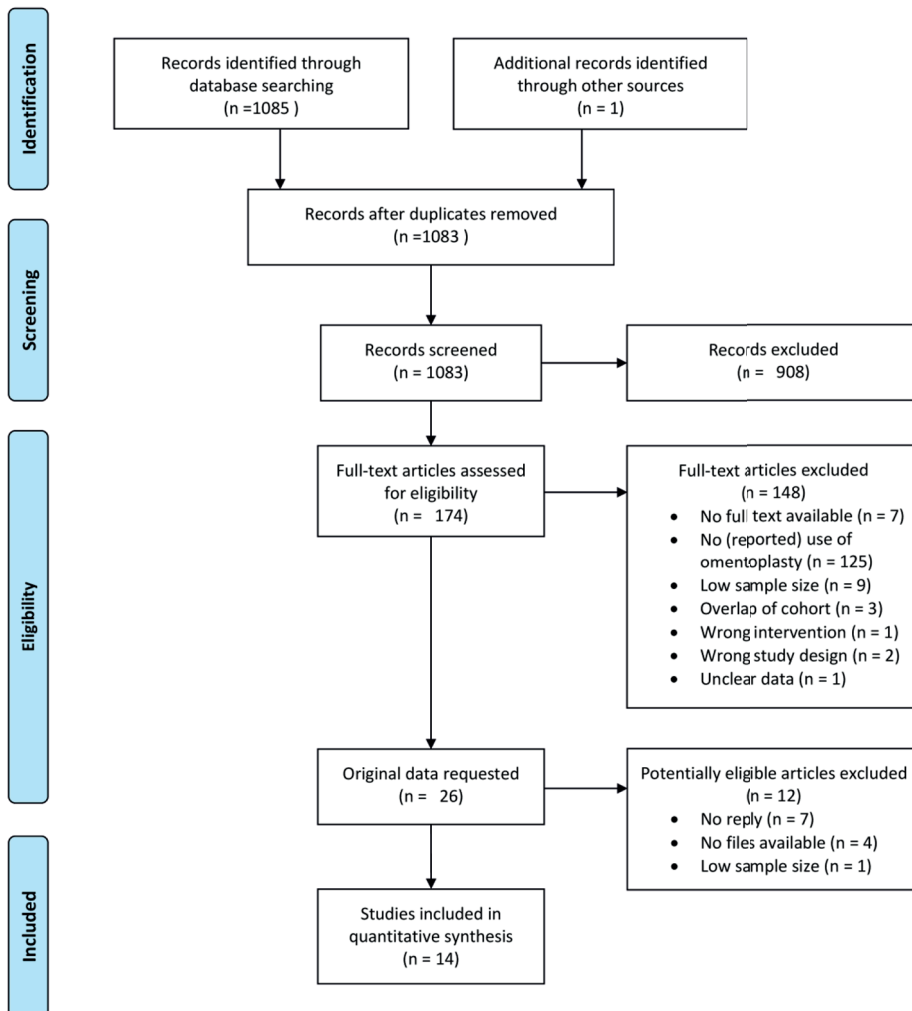 Identification
Records identified through
database searching
(n =1085 )
Additional records identified
through other sources
(n = 1)
Records after duplicates removed
(n =1083 )
Screening
Records screened
(n = 1083)
Records excluded
(n = 908)
Eligibility
Full-text articles assessed
for eligibility
(n = 174)
Full-text articles excluded
(n = 148)
• No full text available (n = 7)
• No (reported) use of
omentoplasty (n = 125)
• Low sample size (n = 9)
• Overlap of cohort (n = 3)
• Wrong intervention (n = 1)
• Wrong study design (n = 2)
• Unclear data (n = 1)
Original data requested
(n = 26)
Potentially eligible articles excluded
(n = 12)
• No reply (n = 7)
• No files available (n = 4)
• Low sample size (n = 1)
Included
Studies included in
quantitative synthesis
(n = 14)